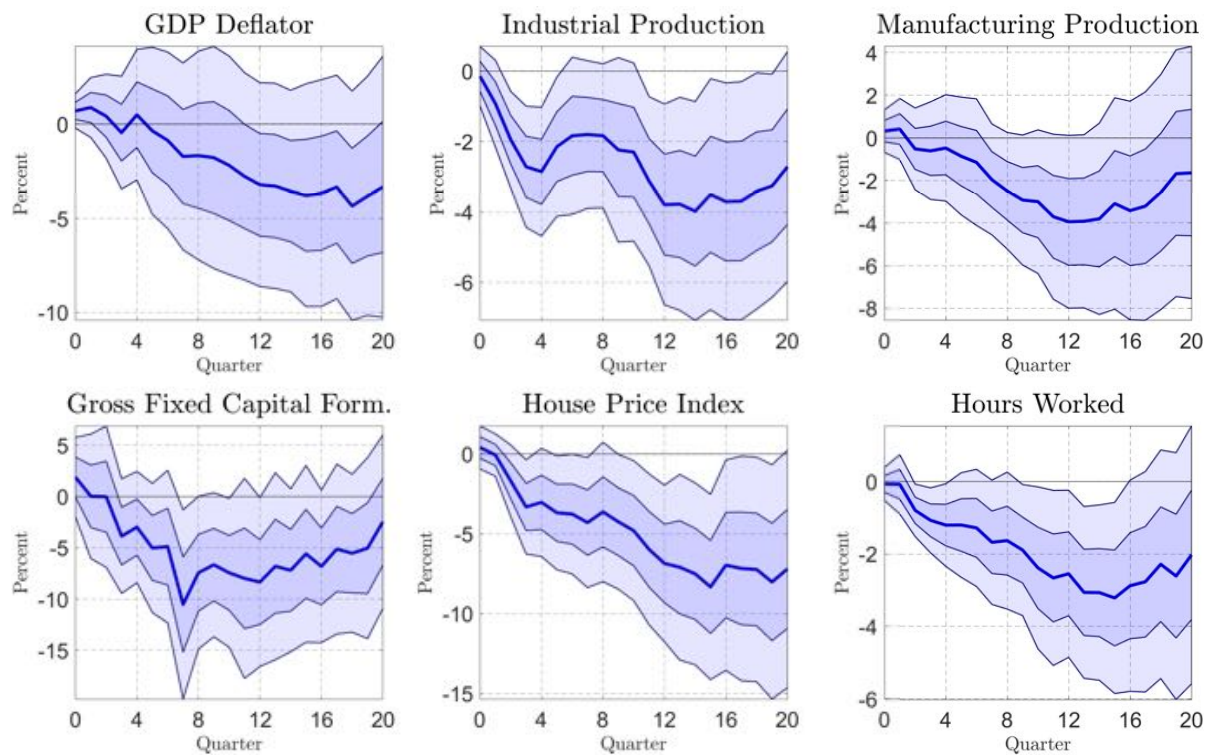 GDP Deflator
Percent
0
-5
-10
0 4 8 12 16 20
Quarter
Industrial Production
Percent
0
-2
-4
-6
0 4 8 12 16 20
Quarter
Manufacturing Production
Percent
4
2
0
-2
-4
-6
-8
0 4 8 12 16 20
Quarter
Gross Fixed Capital Form.
Percent
5
0
-5
-10
-15
0 4 8 12 16 20
Quarter
House Price Index
Percent
0
-5
-10
-15
0 4 8 12 16 20
Quarter
Hours Worked
Percent
0
-2
-4
-6
0 4 8 12 16 20
Quarter